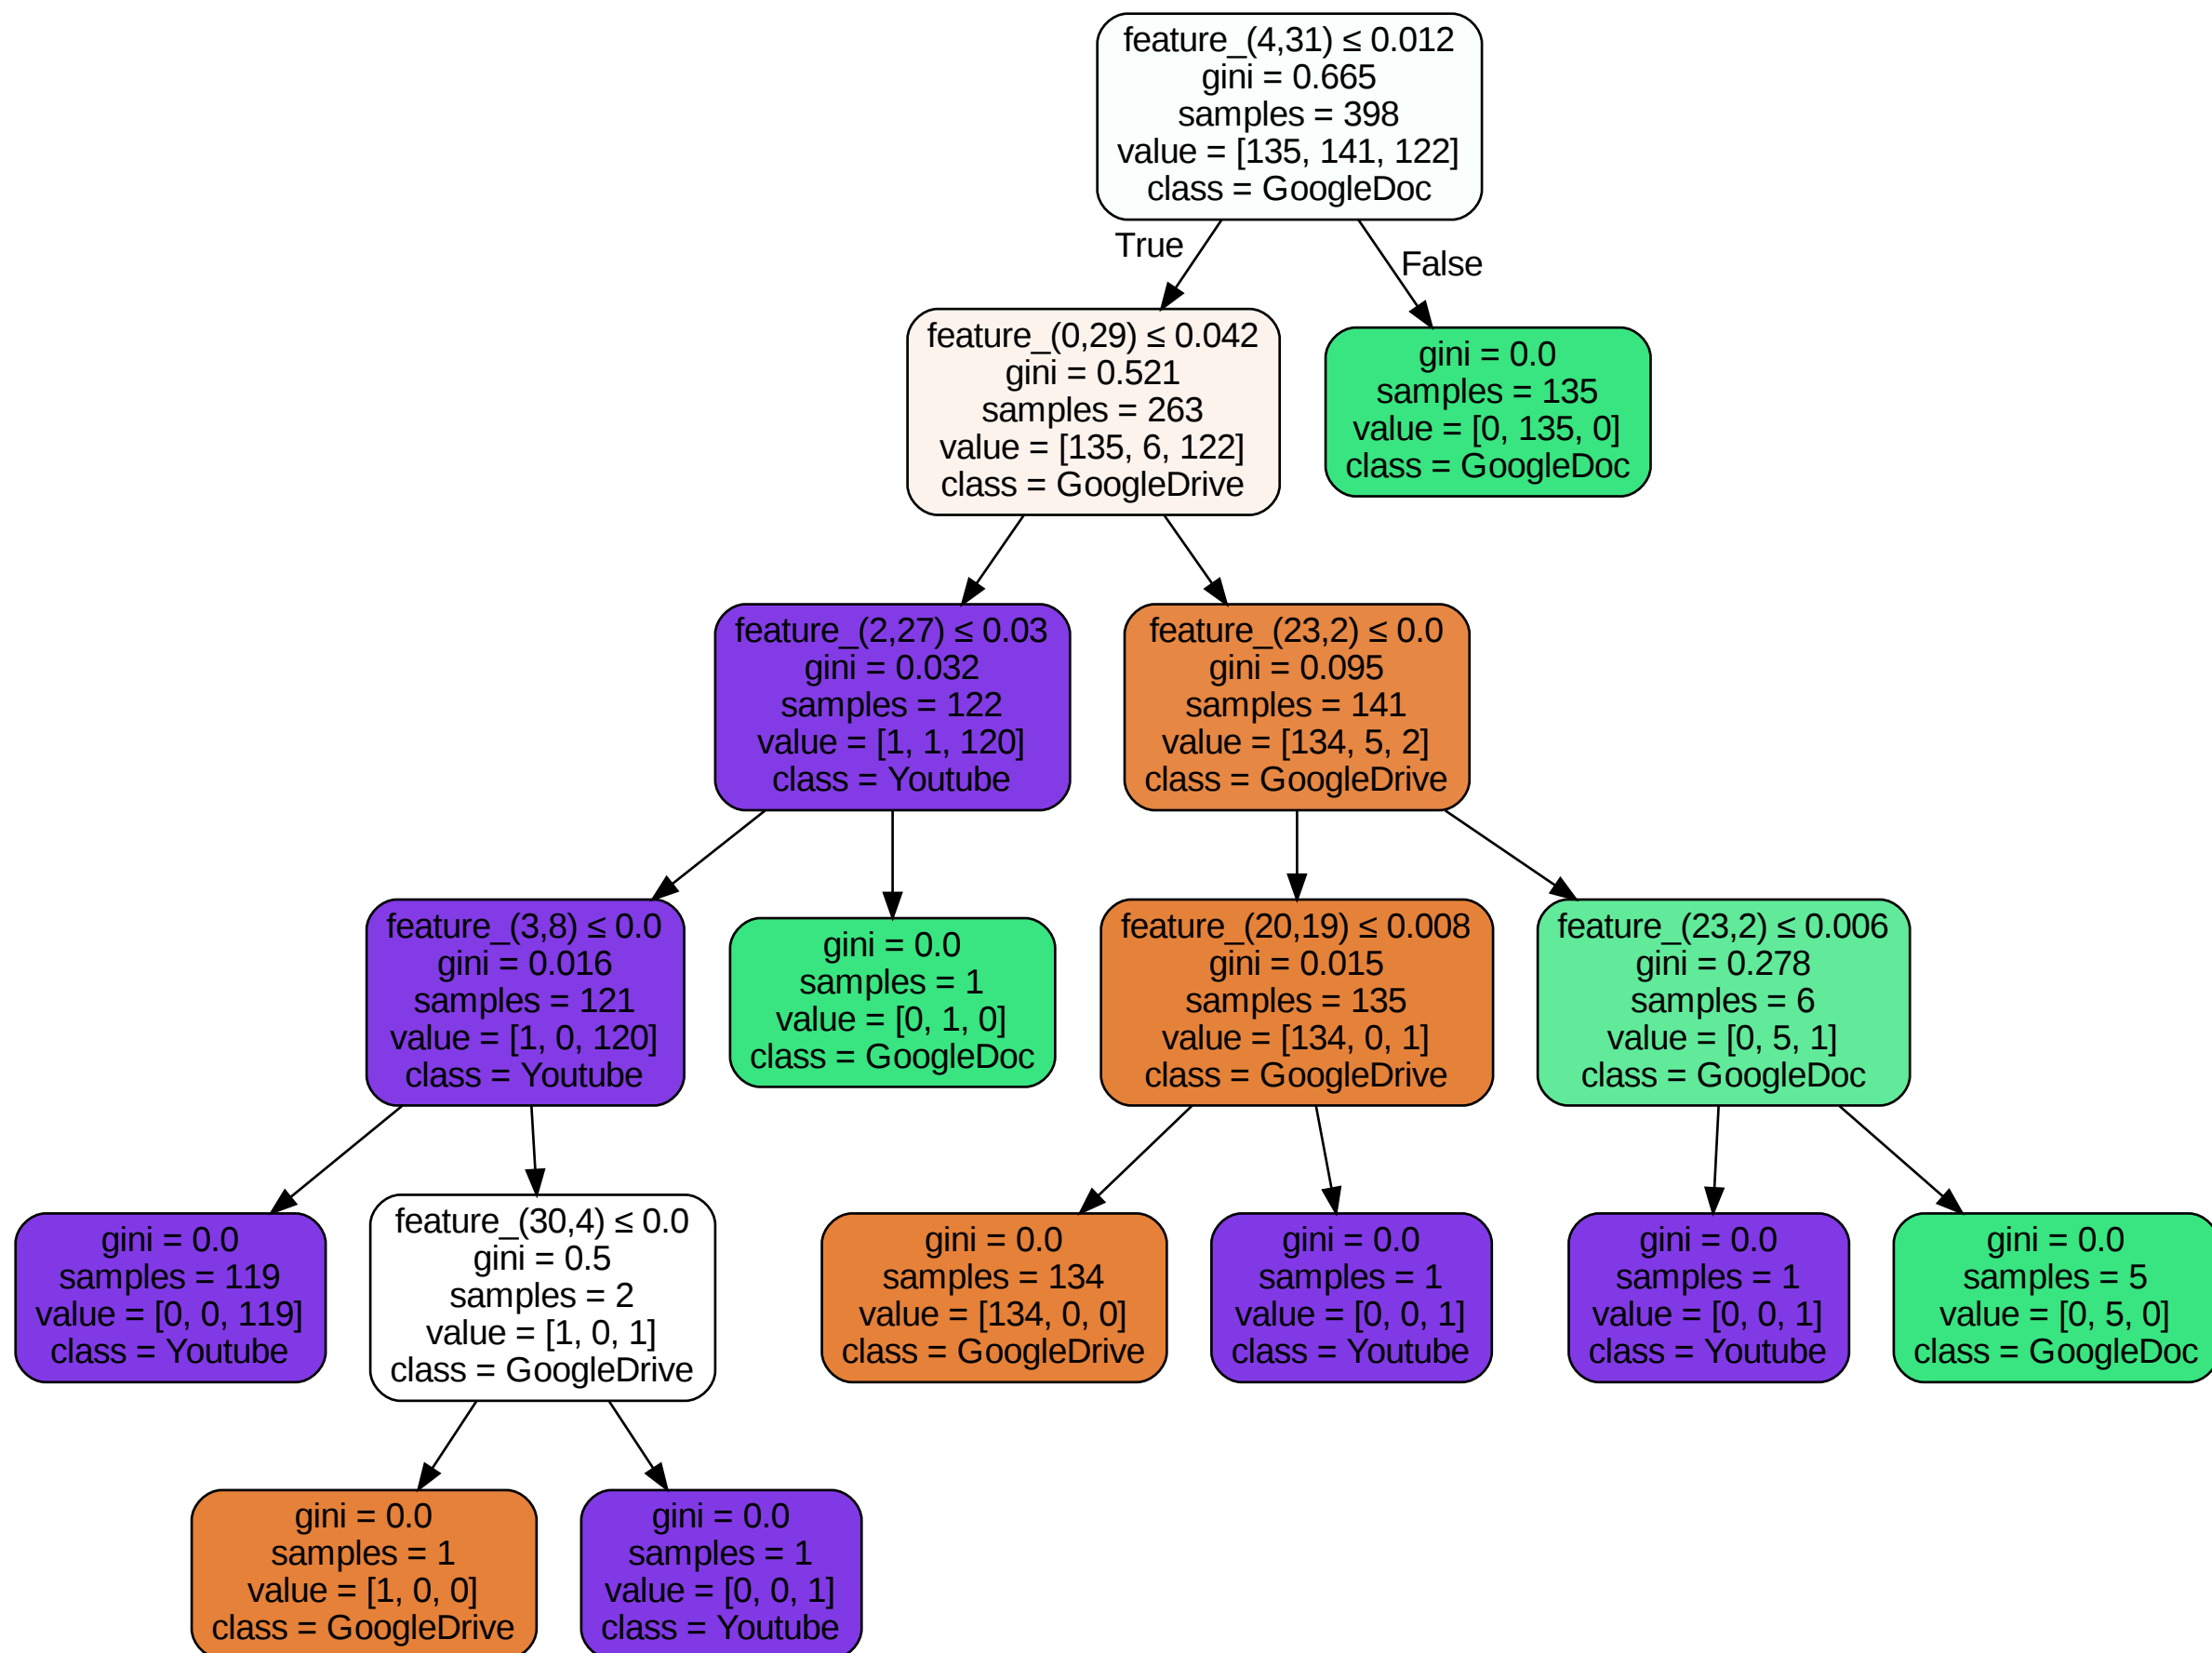 feature_(4,31) ≤ 0.012
gini = 0.665
samples = 398
value = [135, 141, 122]
class = GoogleDoc
True
False
feature_(0,29) ≤ 0.042
gini = 0.521
samples = 263
value = [135, 6, 122]
class = GoogleDrive
gini = 0.0
samples = 135
value = [0, 135, 0]
class = GoogleDoc
feature_(2,27) ≤ 0.03
gini = 0.032
samples = 122
value = [1, 1, 120]
class = Youtube
feature_(23,2) ≤ 0.0
gini = 0.095
samples = 141
value = [134, 5, 2]
class = GoogleDrive
feature_(3,8) ≤ 0.0
gini = 0.016
samples = 121
value = [1, 0, 120]
class = Youtube
gini = 0.0
samples = 1
value = [0, 1, 0]
class = GoogleDoc
feature_(20,19) ≤ 0.008
gini = 0.015
samples = 135
value = [134, 0, 1]
class = GoogleDrive
feature_(23,2) ≤ 0.006
gini = 0.278
samples = 6
value = [0, 5, 1]
class = GoogleDoc
gini = 0.0
samples = 119
value = [0, 0, 119]
class = Youtube
feature_(30,4) ≤ 0.0
gini = 0.5
samples = 2
value = [1, 0, 1]
class = GoogleDrive
gini = 0.0
samples = 134
value = [134, 0, 0]
class = GoogleDrive
gini = 0.0
samples = 1
value = [0, 0, 1]
class = Youtube
gini = 0.0
samples = 1
value = [0, 0, 1]
class = Youtube
gini = 0.0
samples = 5
value = [0, 5, 0]
class = GoogleDoc
gini = 0.0
samples = 1
value = [1, 0, 0]
class = GoogleDrive
gini = 0.0
samples = 1
value = [0, 0, 1]
class = Youtube